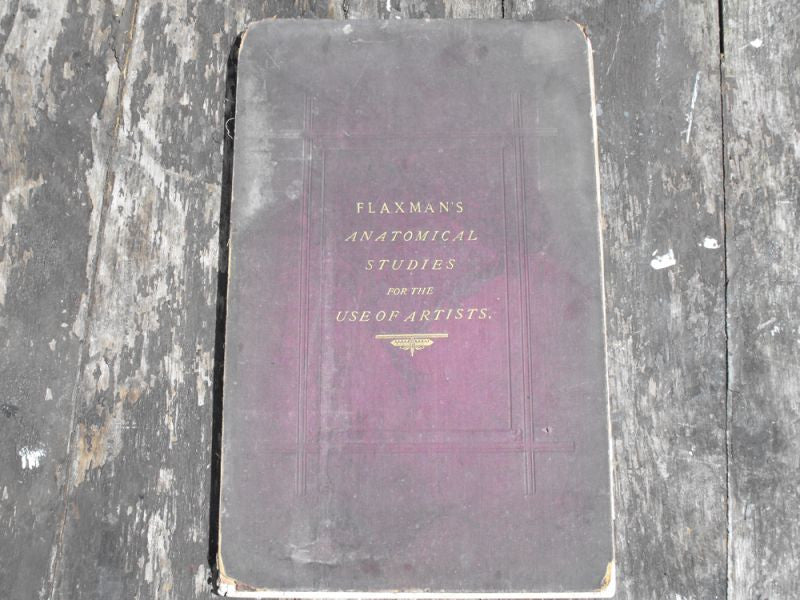 FLAXMAN'S
ANATOMICAL
STUDIES
FOR THE
USE OF ARTISTS.